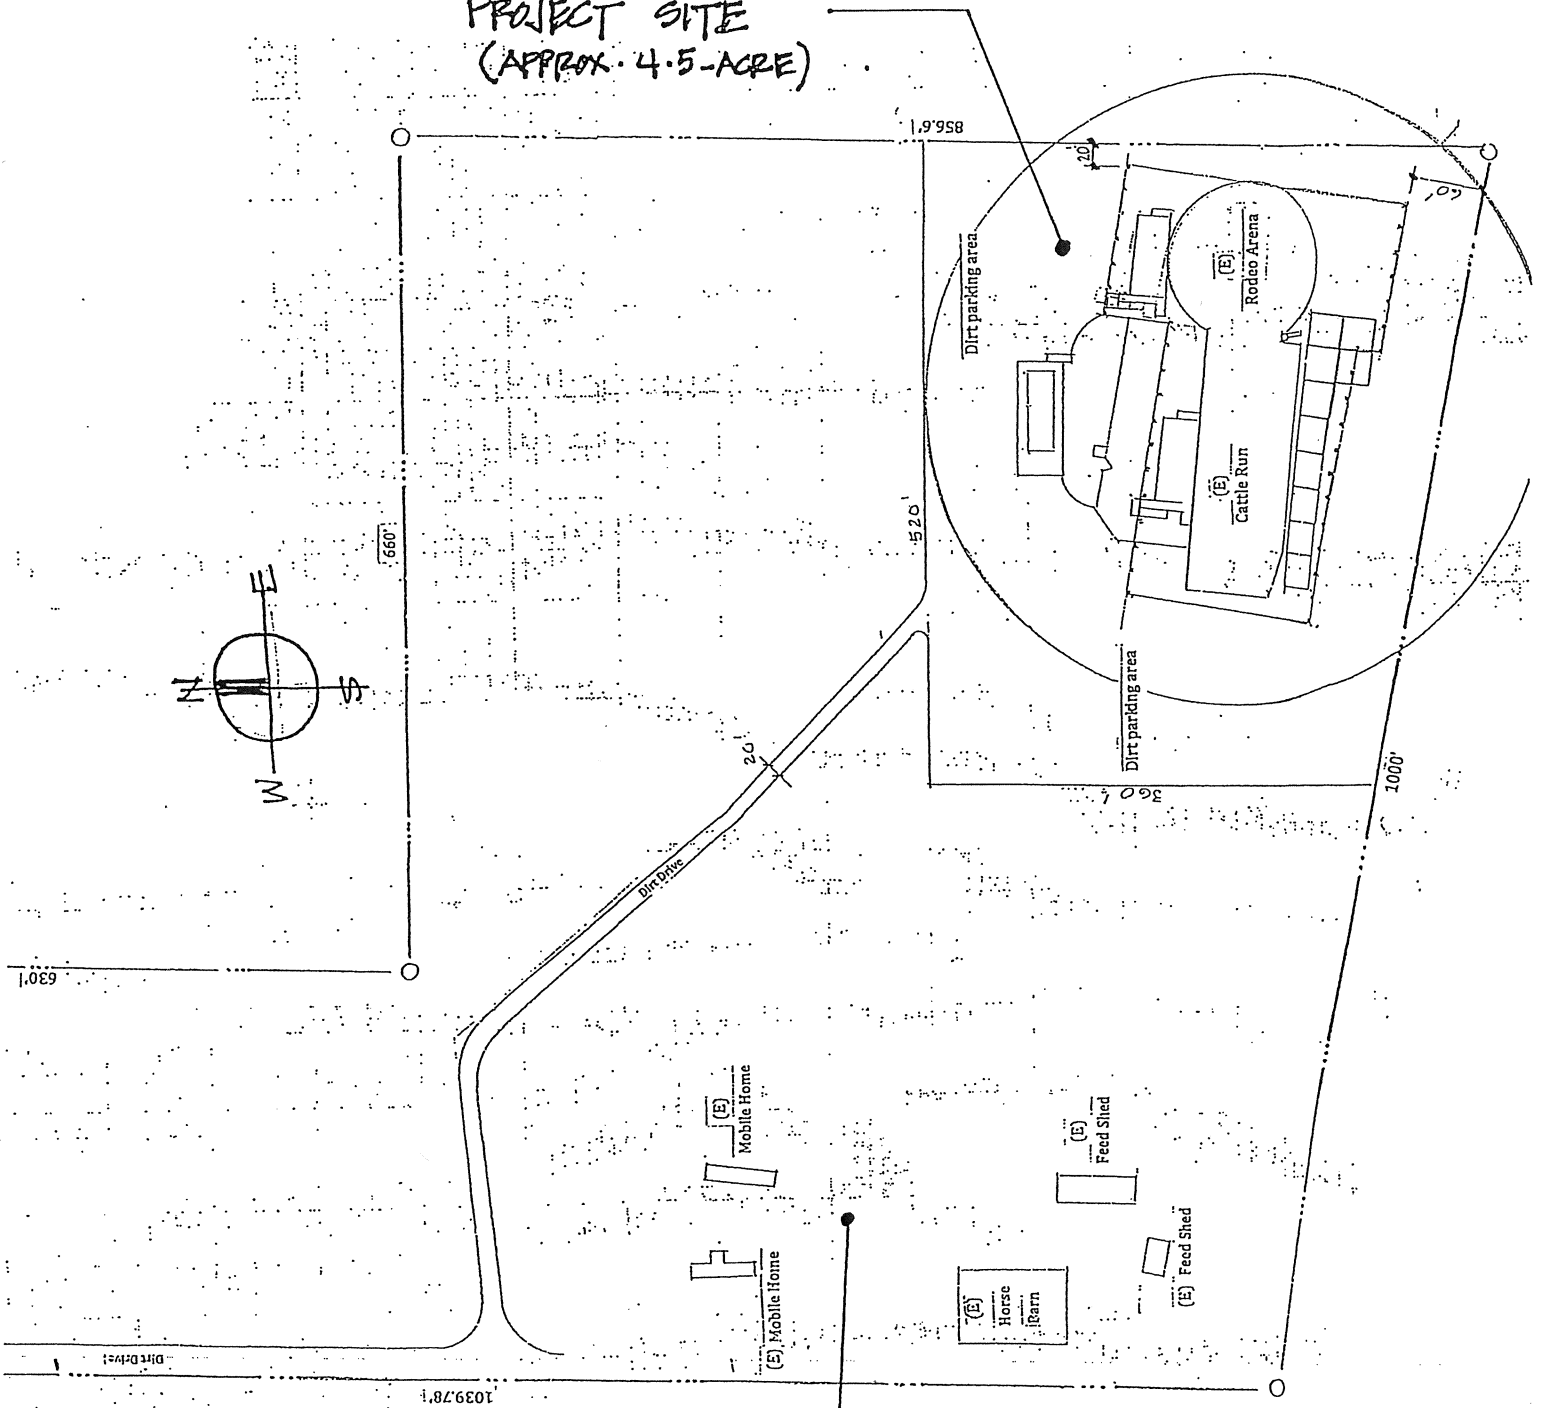 PROJECT SITE
(APPROX. 4.5-ACRE)
856.6'
20'
60'
Dirt parking area
(E)
Rodeo Arena
(E)
Cattle Run
520'
660'
N
E
S
W
20'
Dirt Drive
Dirt parking area
360'
1000'
630'
(E)
Mobile Home
(E)
Feed Shed
(E) Mobile Home
(E)
Horse
Barn
(E) Feed Shed
Dirt Drive
1039.78'